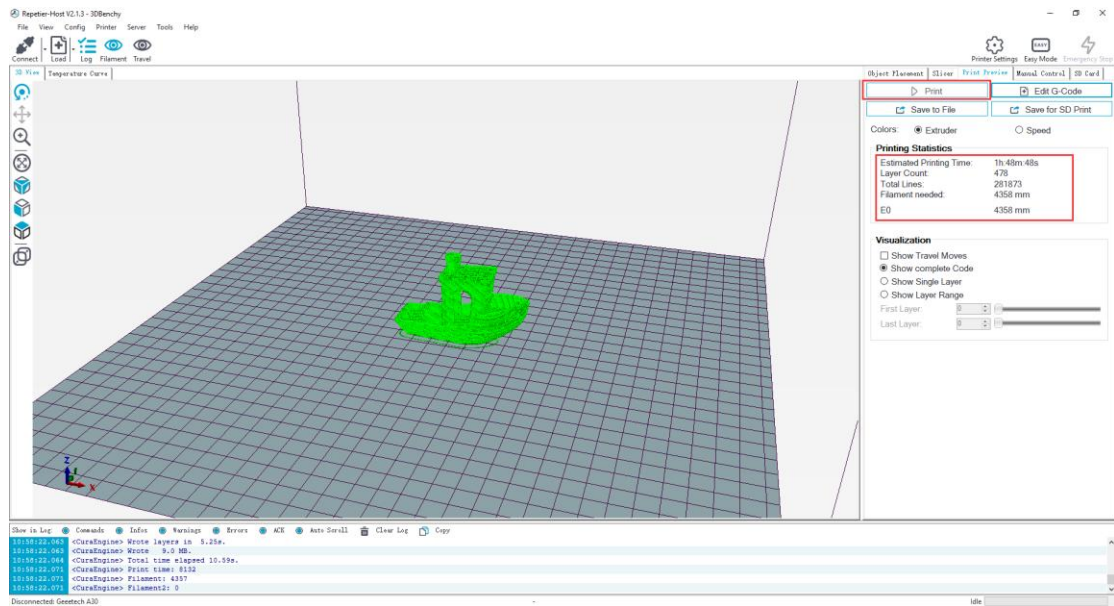 Repetier-Host V2.1.3 - 3DBenchy
File View Config Printer Server Tools Help
Connect Load Log Filament Travel Printer Settings Easy Mode Emergency Stop
EASY
3D View Temperature Curve Object Placement Slicer Print Preview Manual Control SD Card
Print Edit G-Code
Save to File Save for SD Print
Colors: Extruder Speed
Printing Statistics
Estimated Printing Time: 1h:48m:48s
Layer Count: 478
Total Lines: 281873
Filament needed: 4358 mm
E0 4358 mm
Visualization
Show Travel Moves
Show complete Code
Show Single Layer
Show Layer Range
First Layer: 0
Last Layer: 0
Z
X
Show in Log: Commands Infos Warnings Errors ACK Auto Scroll Clear Log Copy
10:58:22.063 <CuraEngine> Wrote layers in 5.25s.
10:58:22.063 <CuraEngine> Wrote 9.0 MB.
10:58:22.064 <CuraEngine> Total time elapsed 10.59s.
10:58:22.071 <CuraEngine> Print time: 8132
10:58:22.071 <CuraEngine> Filament: 4357
10:58:22.071 <CuraEngine> Filament2: 0
Disconnected: Geeetech A30 - Idle